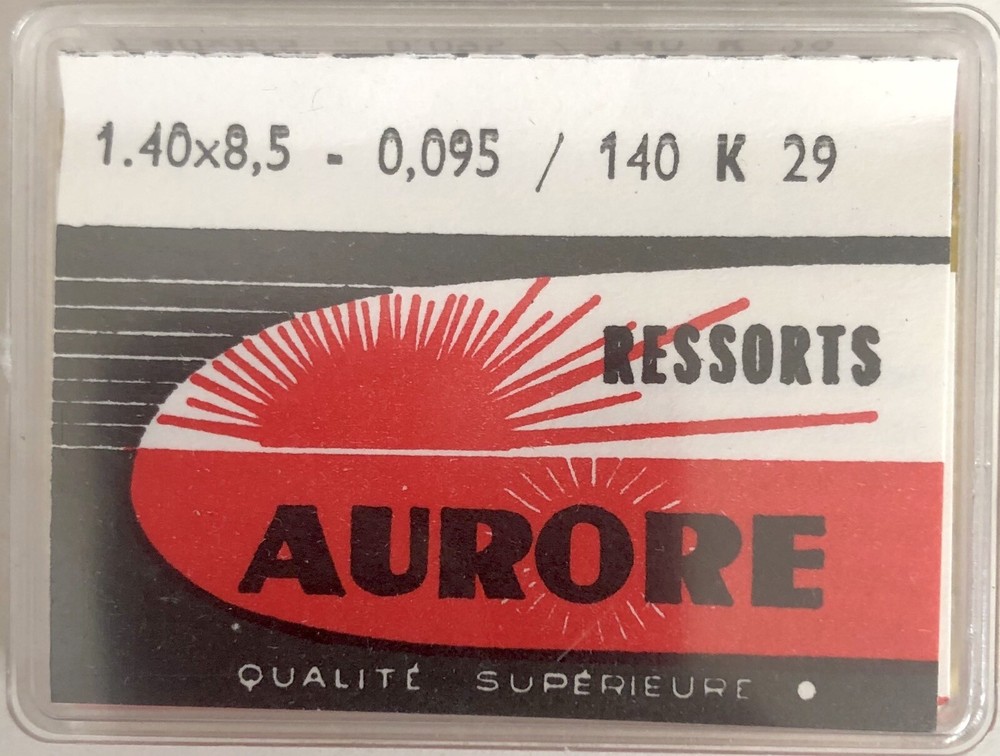 1.40x8,5 - 0,095 / 140 K 29
RESSORTS
AURORE
QUALITÉ SUPÉRIEURE